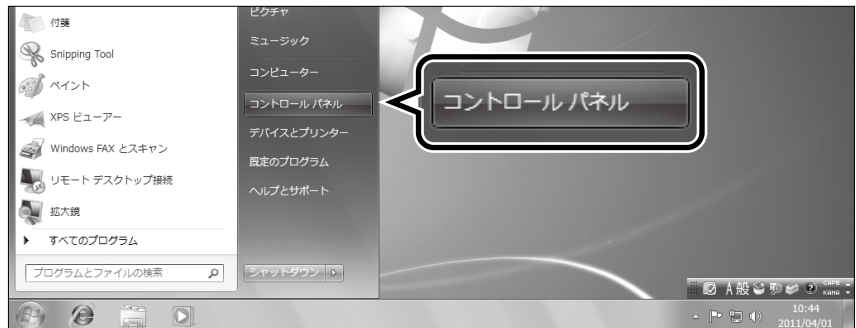 付箋
Snipping Tool
ペイント
XPS ビューアー
Windows FAX とスキャン
リモート デスクトップ接続
拡大鏡
すべてのプログラム
プログラムとファイルの検索
ピクチャ
ミュージック
コンピューター
コントロール パネル
デバイスとプリンター
既定のプログラム
ヘルプとサポート
シャットダウン
コントロール パネル
A 般
CAPS
KANA
10:44
2011/04/01